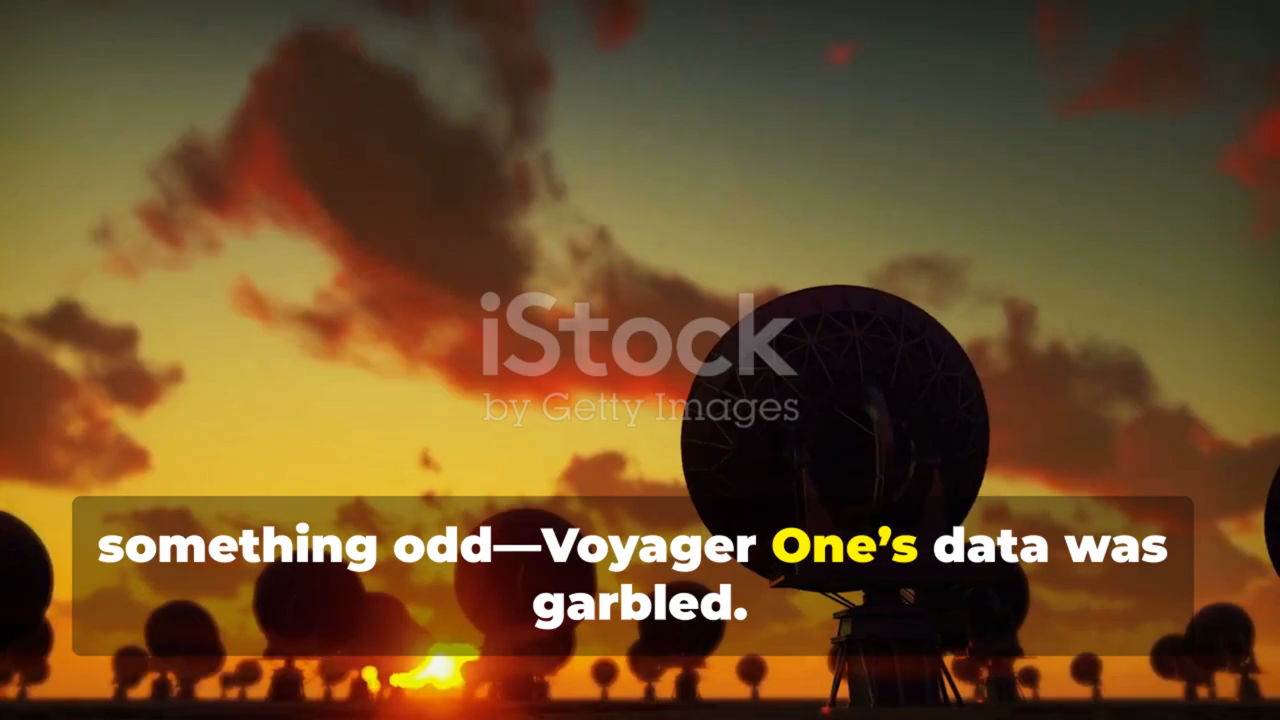 iStock
by Getty Images
something odd—Voyager One’s data was
garbled.